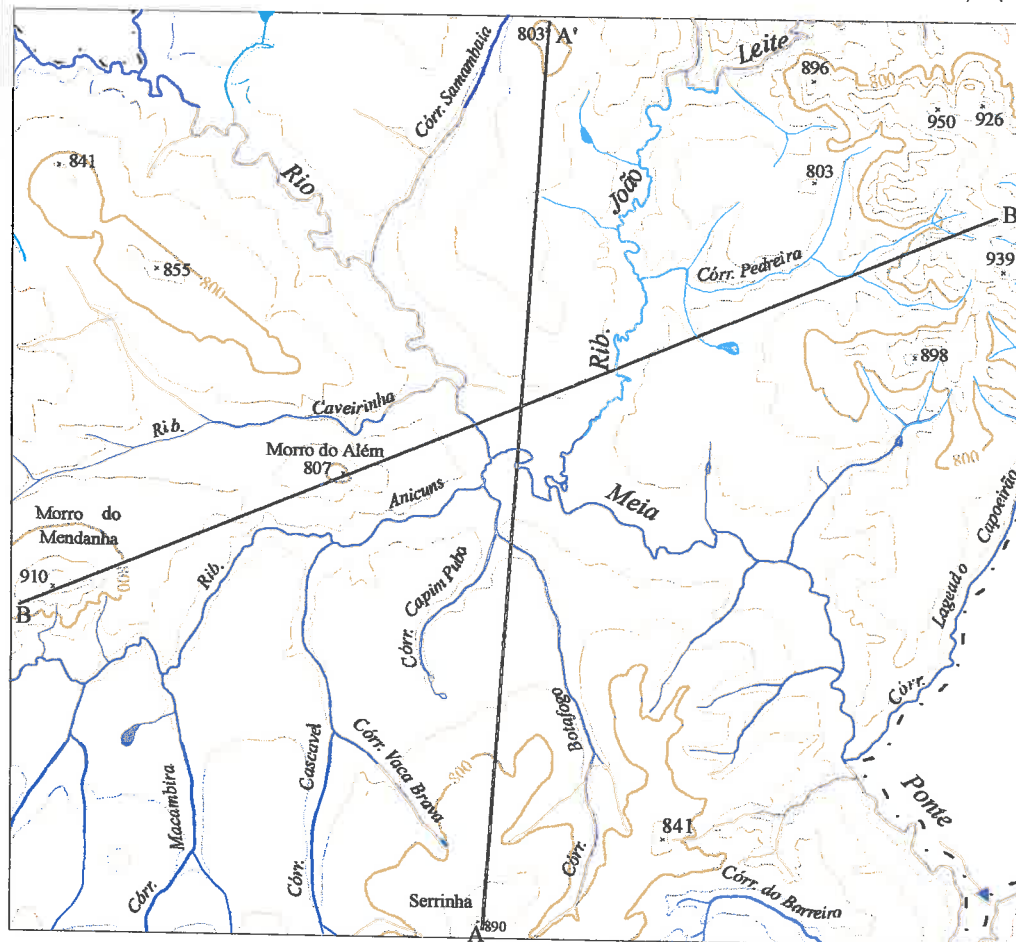 803
A'
Leite
896
800
950
926
Córr. Samambaia
841
Rio
João
803
B
855
800
Córr. Pedreira
939
Rib.
898
Rib.
Caveirinha
Morro do Além
807
Anicuns
Meia
800
Morro do
Mendanha
910
800
B
Rib.
Córr. Capim Puba
Lageado
Capoeirão
Córr.
Botafogo
Córr.
Cascavel
Córr.
Córr. Vaca Brava
800
Macambira
Córr.
Ponte
841
Serrinha
Córr. do Barreiro
A
890